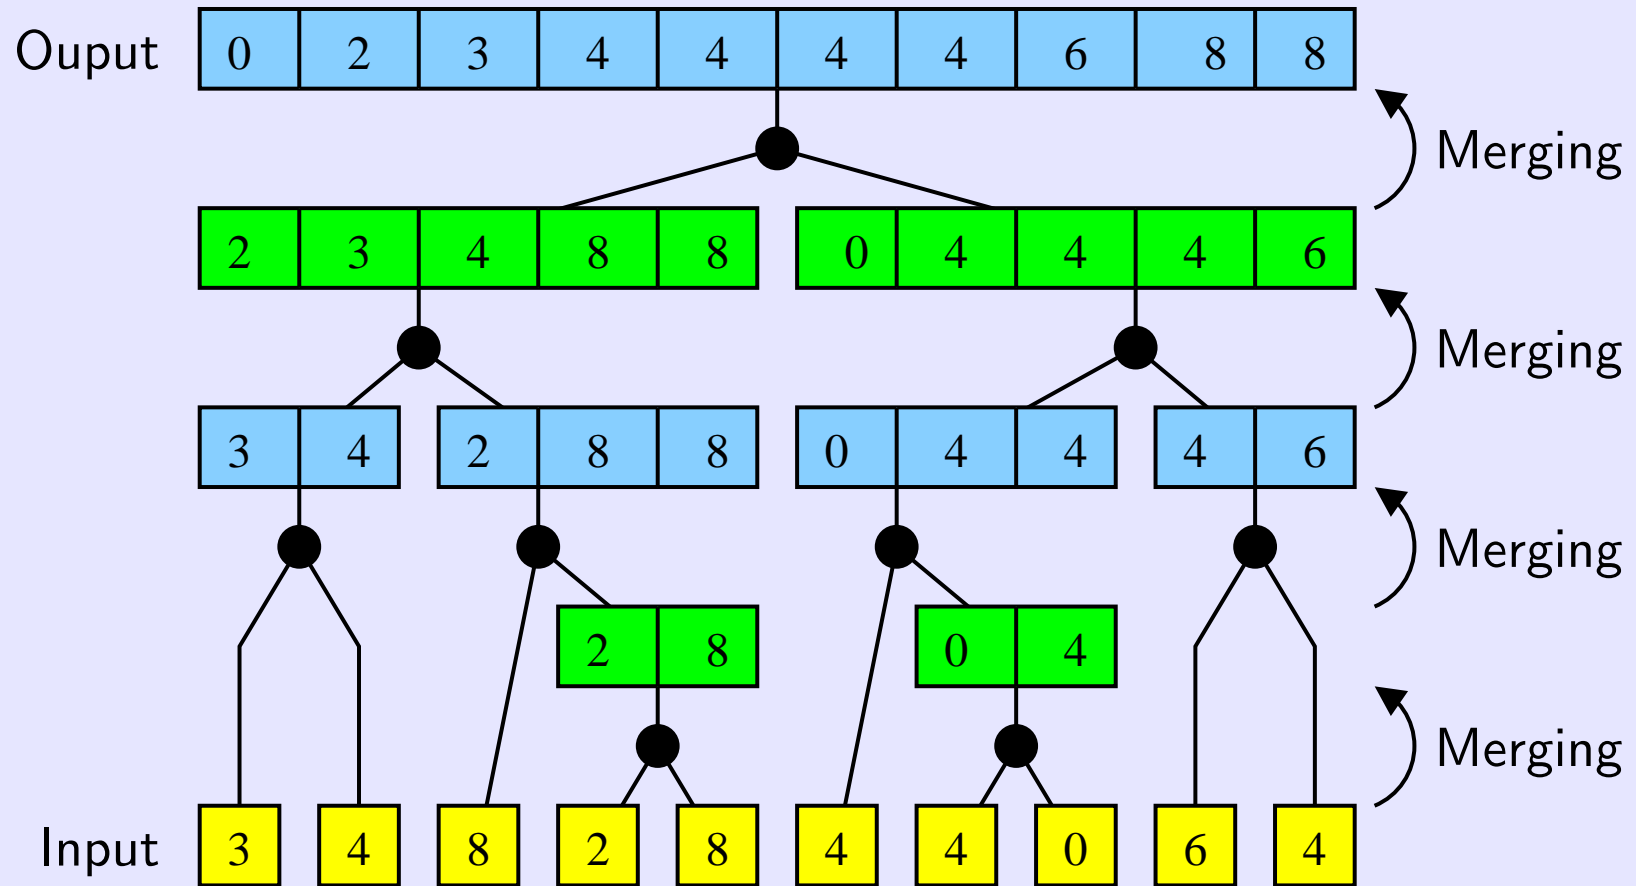 Ouput 0 2 3 4 4 4 4 6 8 8
Merging
2 3 4 8 8 0 4 4 4 6
Merging
3 4 2 8 8 0 4 4 4 6
Merging
2 8 0 4
Merging
Input 3 4 8 2 8 4 4 0 6 4